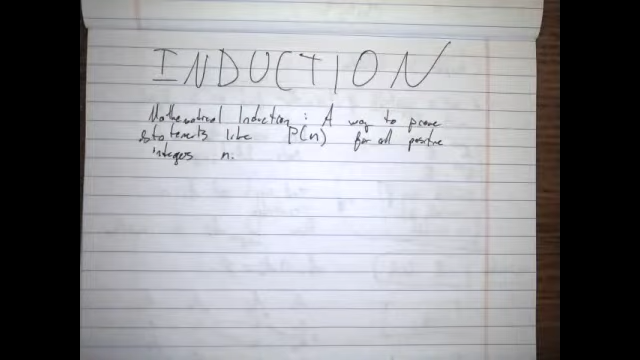 INDUCTION
Mathematical Induction: A way to prove
statements like P(n) for all positive
integers n.